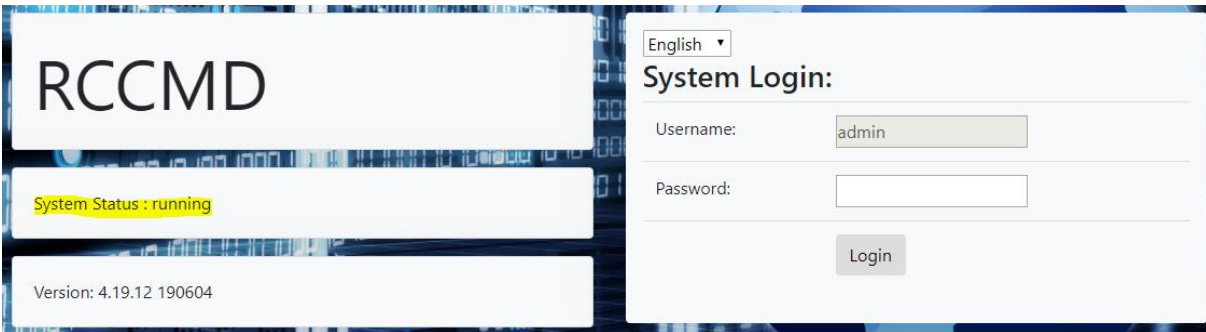 RCCMD
System Status : running
Version: 4.19.12 190604
English
System Login:
Username:
admin
Password:
Login